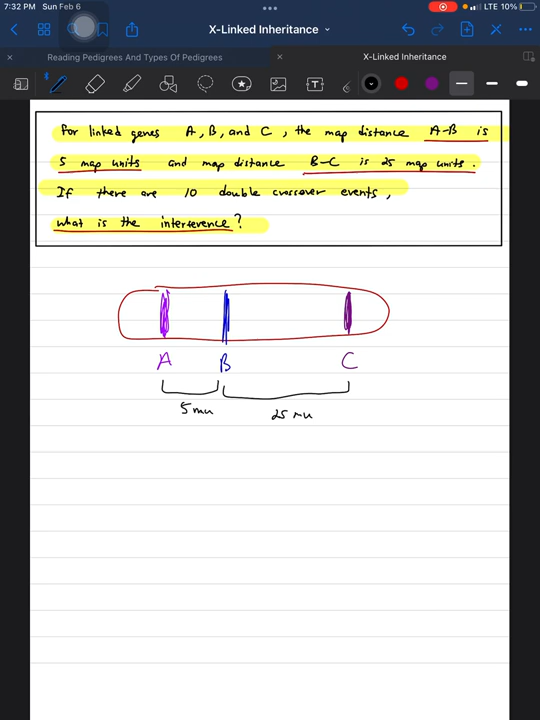 7:32 PM Sun Feb 6
LTE 10%
X-Linked Inheritance
Reading Pedigrees And Types Of Pedigrees
X-Linked Inheritance
For linked genes A, B, and C, the map distance A-B is
5 map units and map distance B-C is 25 map units.
If there are 10 double crossover events,
what is the interference?
A B C
5 mu 25 mu